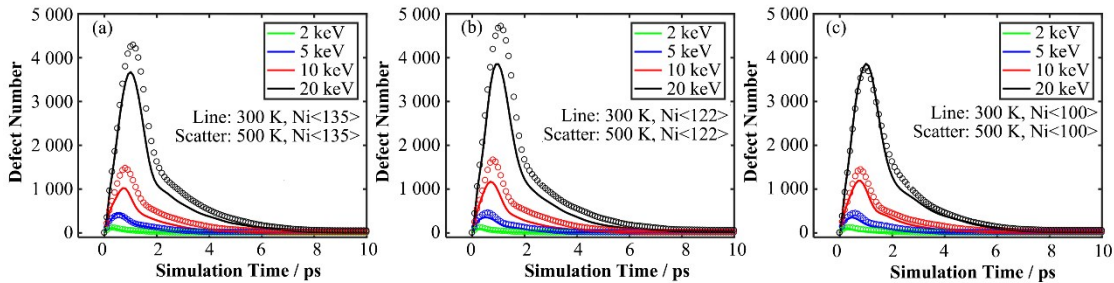 (a)
2 keV
5 keV
10 keV
20 keV
Line: 300 K, Ni<135>
Scatter: 500 K, Ni<135>
Defect Number
5 000
4 000
3 000
2 000
1 000
0
0 2 4 6 8 10
Simulation Time / ps
(b)
2 keV
5 keV
10 keV
20 keV
Line: 300 K, Ni<122>
Scatter: 500 K, Ni<122>
Defect Number
5 000
4 000
3 000
2 000
1 000
0
0 2 4 6 8 10
Simulation Time / ps
(c)
2 keV
5 keV
10 keV
20 keV
Line: 300 K, Ni<100>
Scatter: 500 K, Ni<100>
Defect Number
5 000
4 000
3 000
2 000
1 000
0
0 2 4 6 8 10
Simulation Time / ps